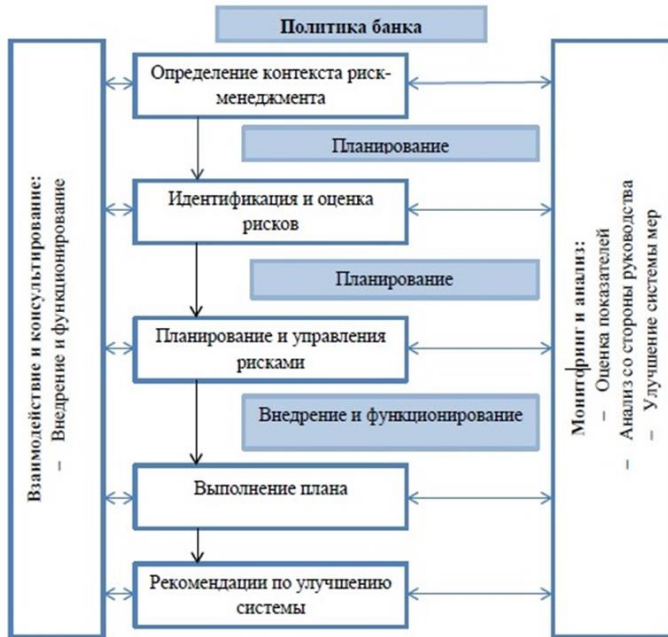 Политика банка
Определение контекста риск-
менеджмента
Планирование
Идентификация и оценка
рисков
Планирование
Планирование и управления
рисками
Внедрение и функционирование
Выполнение плана
Рекомендации по улучшению
системы
Взаимодействие и консультирование:
– Внедрение и функционирование
Мониторинг и анализ:
– Оценка показателей
– Анализ со стороны руководства
– Улучшение системы мер